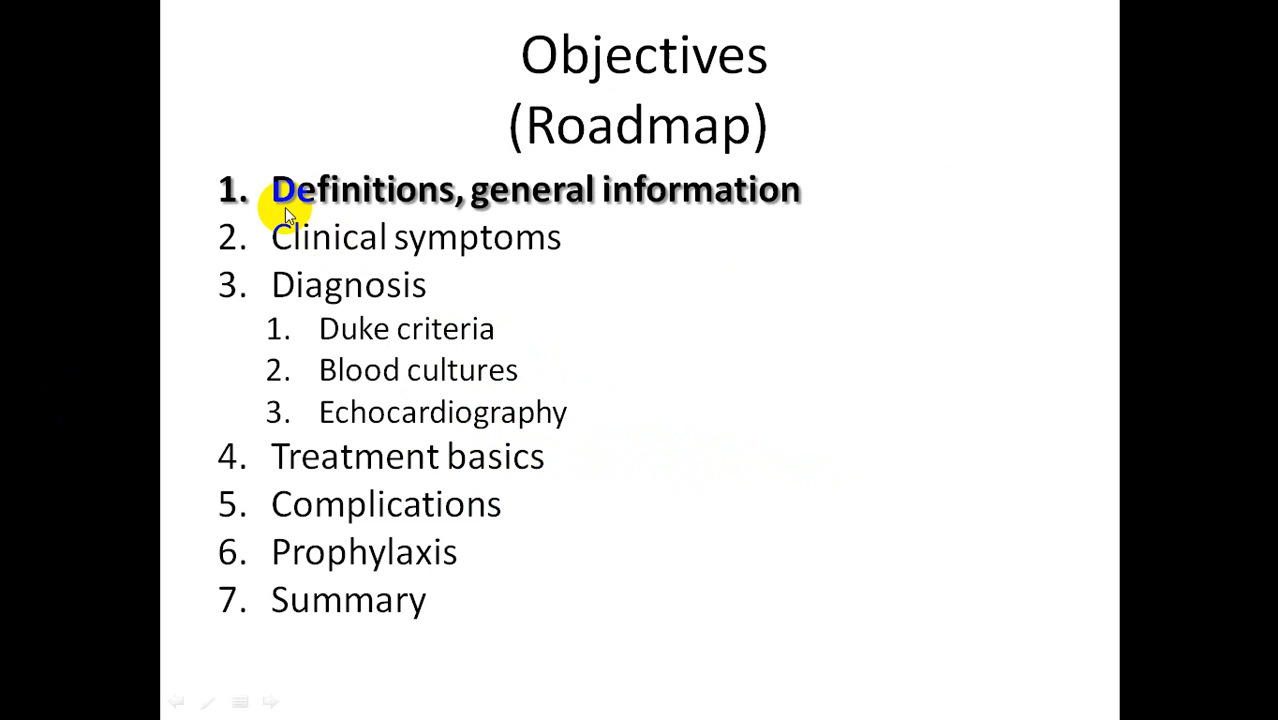 Objectives
(Roadmap)
1. Definitions, general information
2. Clinical symptoms
3. Diagnosis
1. Duke criteria
2. Blood cultures
3. Echocardiography
4. Treatment basics
5. Complications
6. Prophylaxis
7. Summary